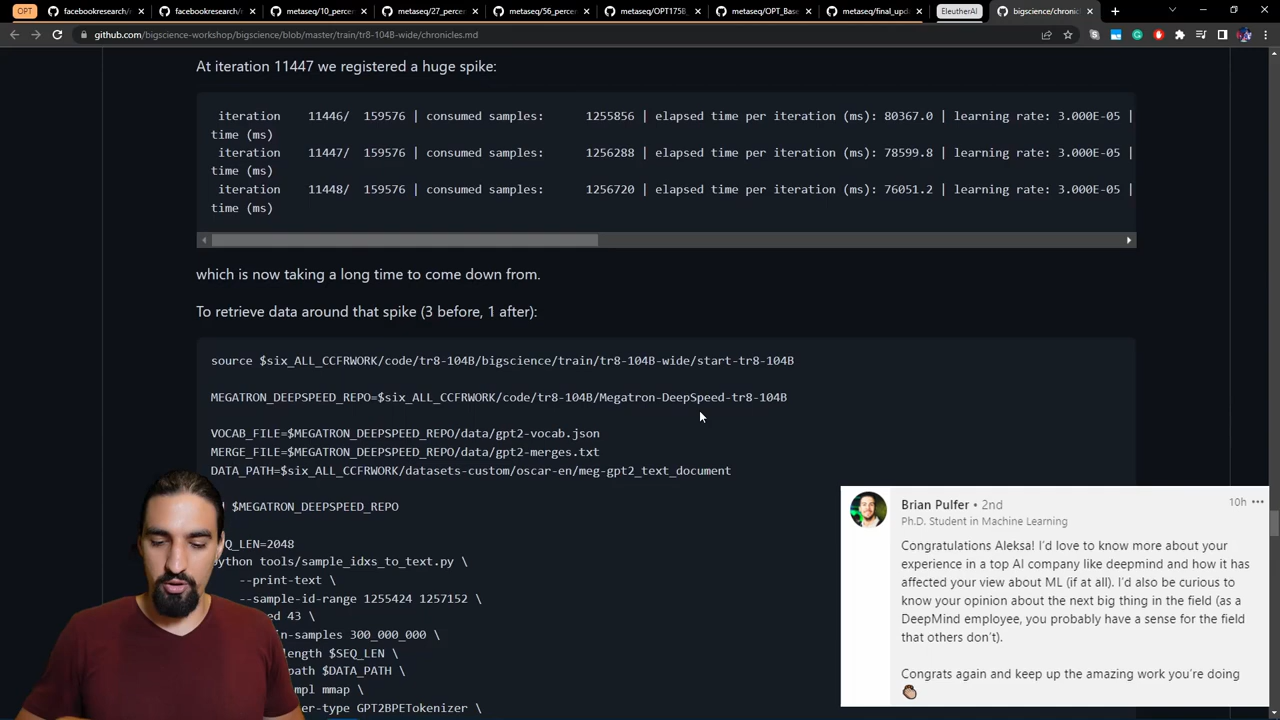 OPT
facebookresearch/
facebookresearch/
metaseq/10_percen
metaseq/27_percen
metaseq/56_percen
metaseq/OPT175B
metaseq/OPT_Base
metaseq/final_upd
EleutherAI
bigscience/chronicl
github.com/bigscience-workshop/bigscience/blob/master/train/tr8-104B-wide/chronicles.md
At iteration 11447 we registered a huge spike:
iteration 11446/ 159576 | consumed samples: 1255856 | elapsed time per iteration (ms): 80367.0 | learning rate: 3.000E-05 |
time (ms)
iteration 11447/ 159576 | consumed samples: 1256288 | elapsed time per iteration (ms): 78599.8 | learning rate: 3.000E-05 |
time (ms)
iteration 11448/ 159576 | consumed samples: 1256720 | elapsed time per iteration (ms): 76051.2 | learning rate: 3.000E-05 |
time (ms)
which is now taking a long time to come down from.
To retrieve data around that spike (3 before, 1 after):
source $six_ALL_CCFRWORK/code/tr8-104B/bigscience/train/tr8-104B-wide/start-tr8-104B
MEGATRON_DEEPSPEED_REPO=$six_ALL_CCFRWORK/code/tr8-104B/Megatron-DeepSpeed-tr8-104B
VOCAB_FILE=$MEGATRON_DEEPSPEED_REPO/data/gpt2-vocab.json
MERGE_FILE=$MEGATRON_DEEPSPEED_REPO/data/gpt2-merges.txt
DATA_PATH=$six_ALL_CCFRWORK/datasets-custom/oscar-en/meg-gpt2_text_document
$MEGATRON_DEEPSPEED_REPO
Q_LEN=2048
python tools/sample_idxs_to_text.py \
--print-text \
--sample-id-range 1255424 1257152 \
ed 43 \
n-samples 300_000_000 \
length $SEQ_LEN \
path $DATA_PATH \
mpl mmap \
er-type GPT2BPETokenizer \
Brian Pulfer • 2nd
10h
Ph.D. Student in Machine Learning
Congratulations Aleksa! I'd love to know more about your
experience in a top AI company like deepmind and how it has
affected your view about ML (if at all). I'd also be curious to
know your opinion about the next big thing in the field (as a
DeepMind employee, you probably have a sense for the field
that others don't).
Congrats again and keep up the amazing work you're doing